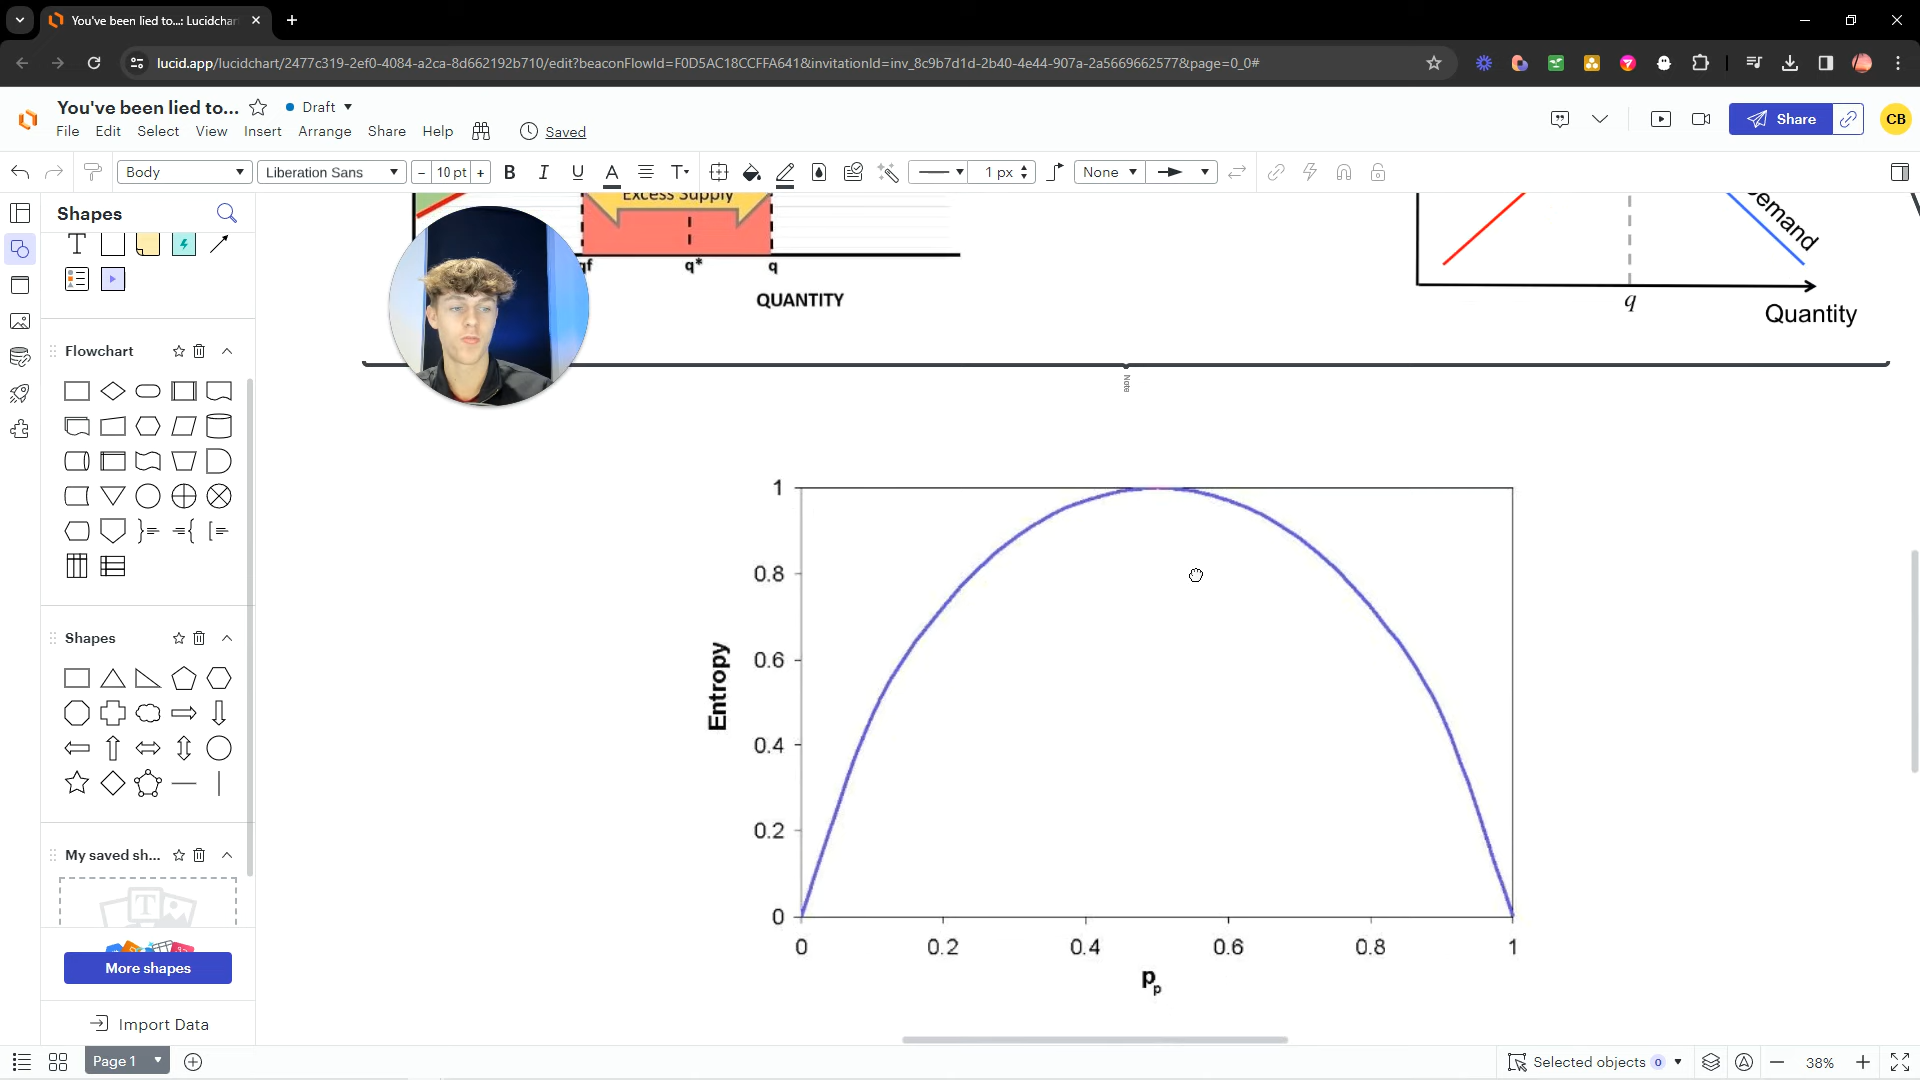 You've been lied to...: Lucidchar
lucid.app/lucidchart/2477c319-2ef0-4084-a2ca-8d662192b710/edit?beaconFlowId=F0D5AC18CCFFA641&invitationId=inv_8c9b7d1d-2b40-4e44-907a-2a5669662577&page=0_0#
You've been lied to...
Draft
File Edit Select View Insert Arrange Share Help
Saved
Share
CB
Body
Liberation Sans
- 10 pt +
B I U A T
1 px
None
Shapes
T
Flowchart
Shapes
My saved sh...
T
More shapes
Import Data
Excess Supply
qf q* q
QUANTITY
emand
q
Quantity
Note
1
0.8
0.6
0.4
0.2
0
Entropy
0 0.2 0.4 0.6 0.8 1
Pp
Page 1
Selected objects 0
38%